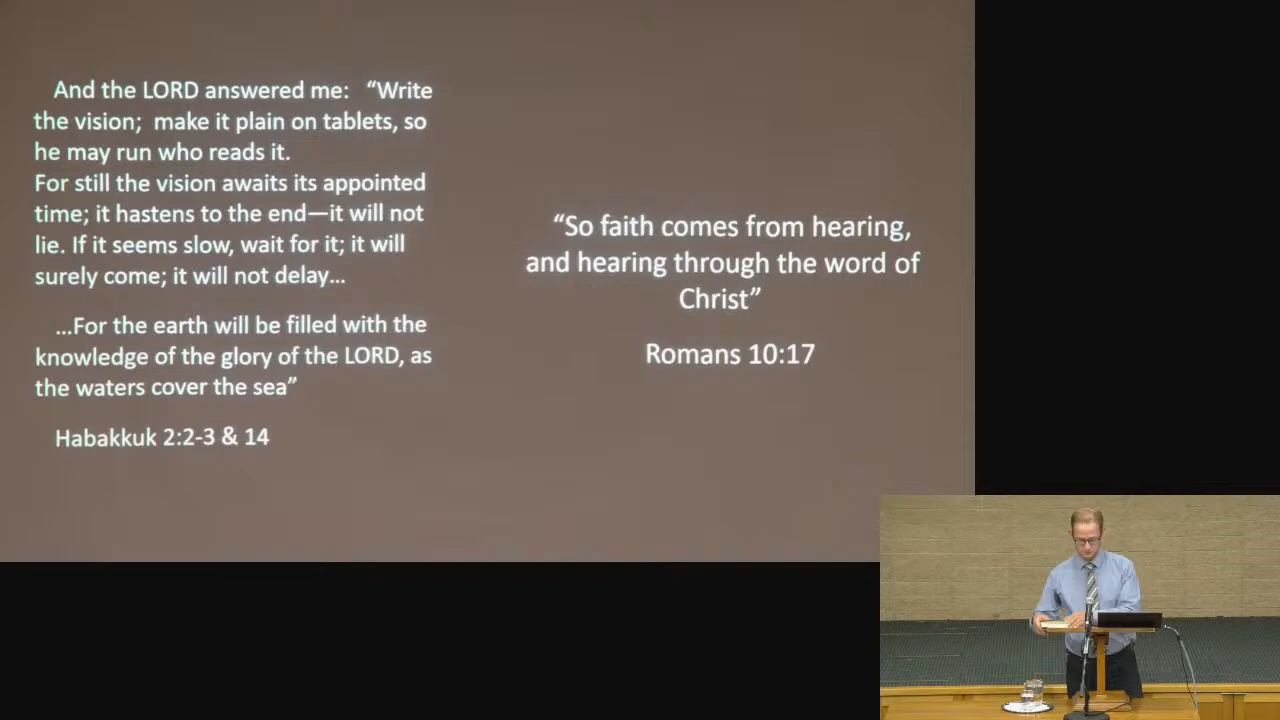 And the LORD answered me: “Write
the vision; make it plain on tablets, so
he may run who reads it.
For still the vision awaits its appointed
time; it hastens to the end—it will not
lie. If it seems slow, wait for it; it will
surely come; it will not delay…
…For the earth will be filled with the
knowledge of the glory of the LORD, as
the waters cover the sea”
Habakkuk 2:2-3 & 14
“So faith comes from hearing,
and hearing through the word of
Christ”
Romans 10:17